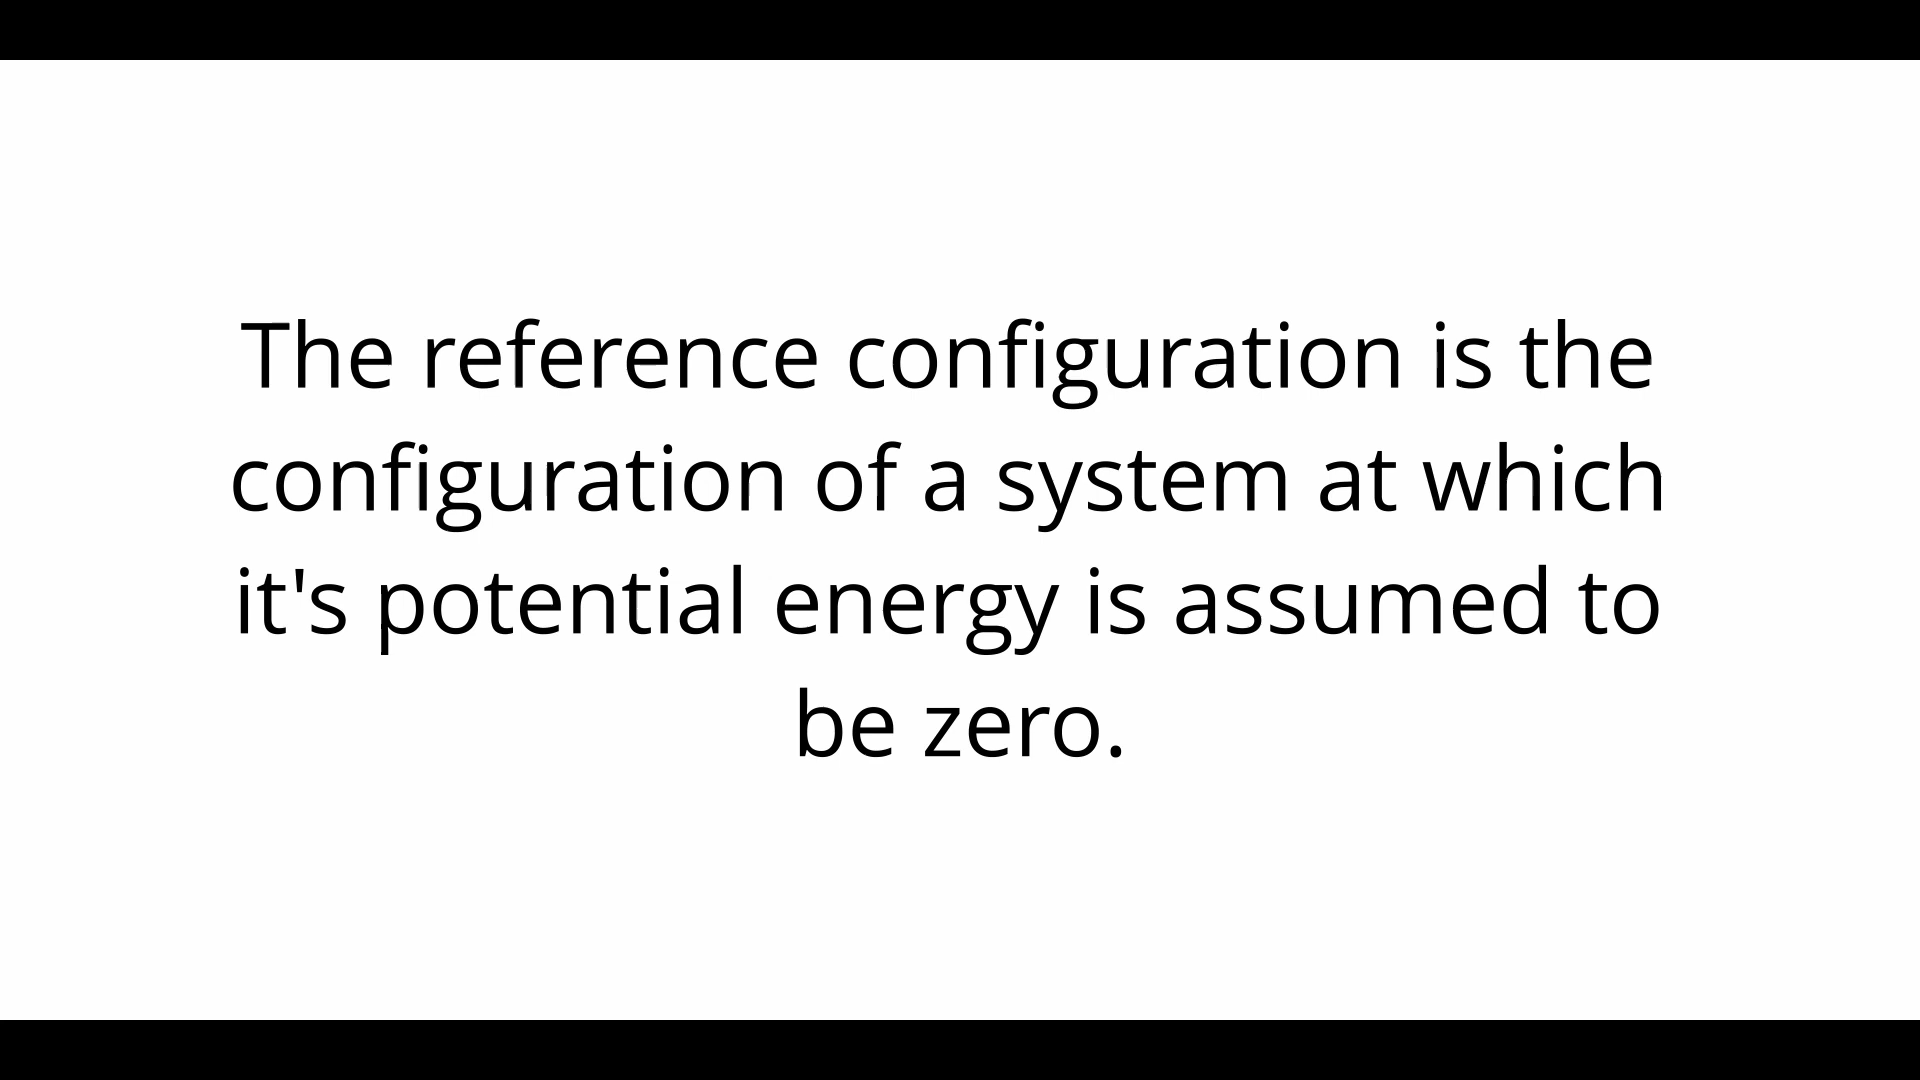 The reference configuration is the
configuration of a system at which
it's potential energy is assumed to
be zero.